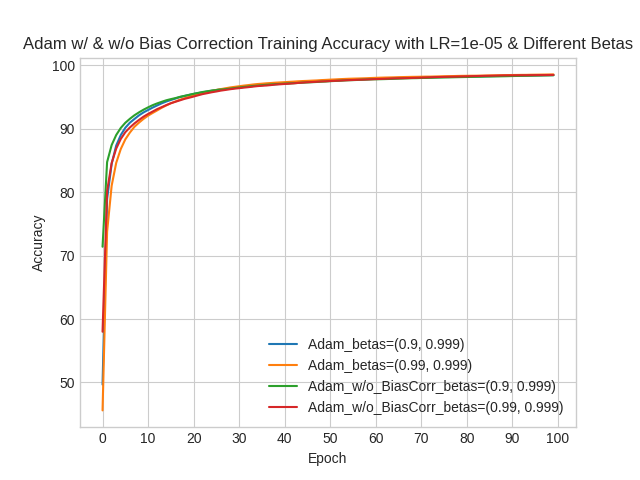 Adam w/ & w/o Bias Correction Training Accuracy with LR=1e-05 & Different Betas
100
90
80
70
60
50
Accuracy
Adam_betas=(0.9, 0.999)
Adam_betas=(0.99, 0.999)
Adam_w/o_BiasCorr_betas=(0.9, 0.999)
Adam_w/o_BiasCorr_betas=(0.99, 0.999)
0 10 20 30 40 50 60 70 80 90 100
Epoch